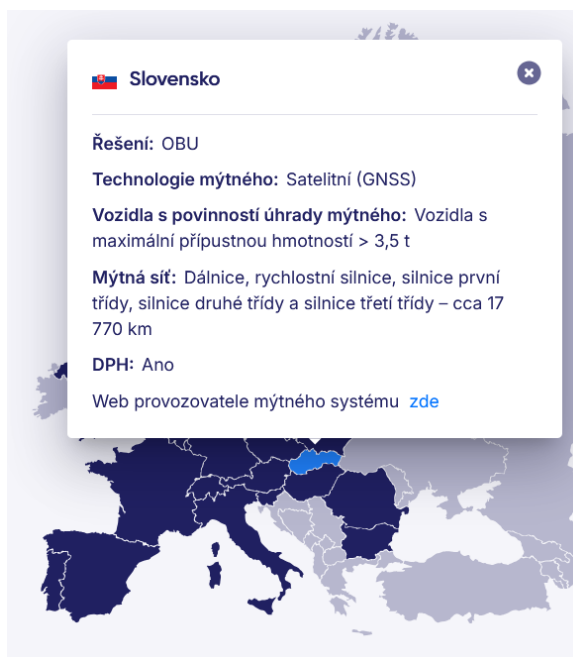 Slovensko
Řešení: OBU
Technologie mýtného: Satelitní (GNSS)
Vozidla s povinností úhrady mýtného: Vozidla s
maximální přípustnou hmotností > 3,5 t
Mýtná síť: Dálnice, rychlostní silnice, silnice první
třídy, silnice druhé třídy a silnice třetí třídy – cca 17
770 km
DPH: Ano
Web provozovatele mýtného systému zde